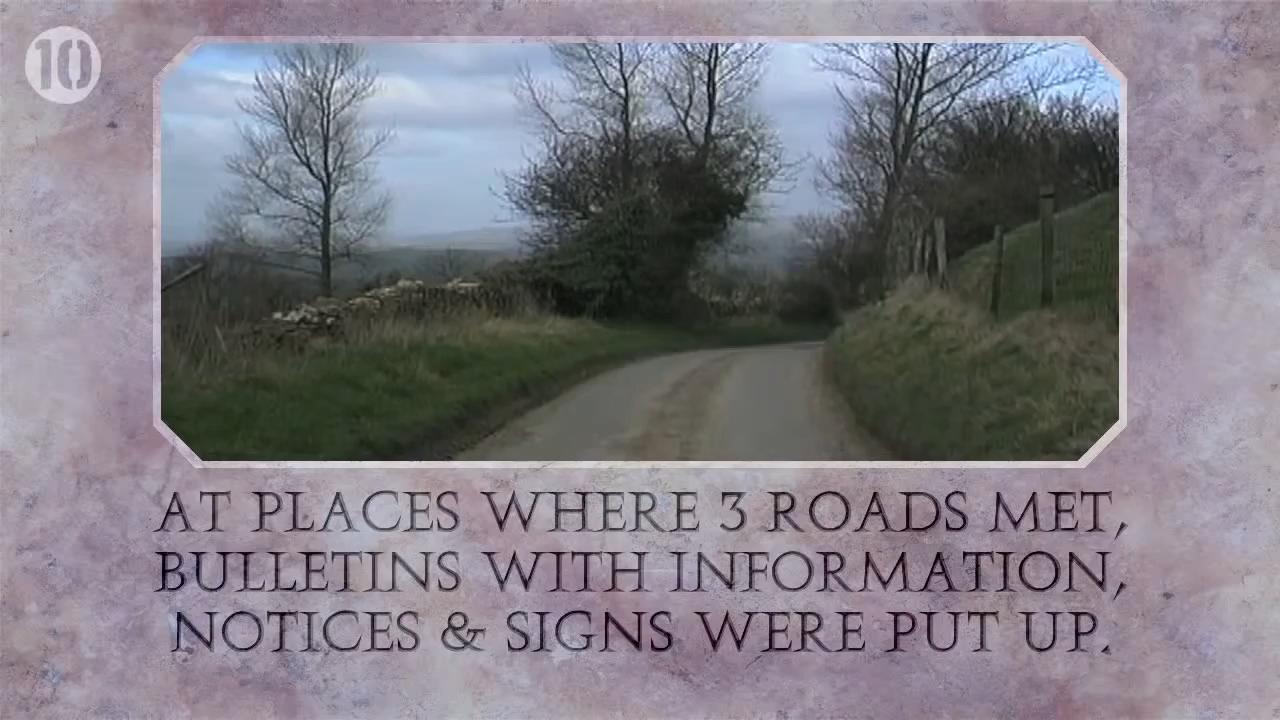 10
AT PLACES WHERE 3 ROADS MET,
BULLETINS WITH INFORMATION,
NOTICES & SIGNS WERE PUT UP.